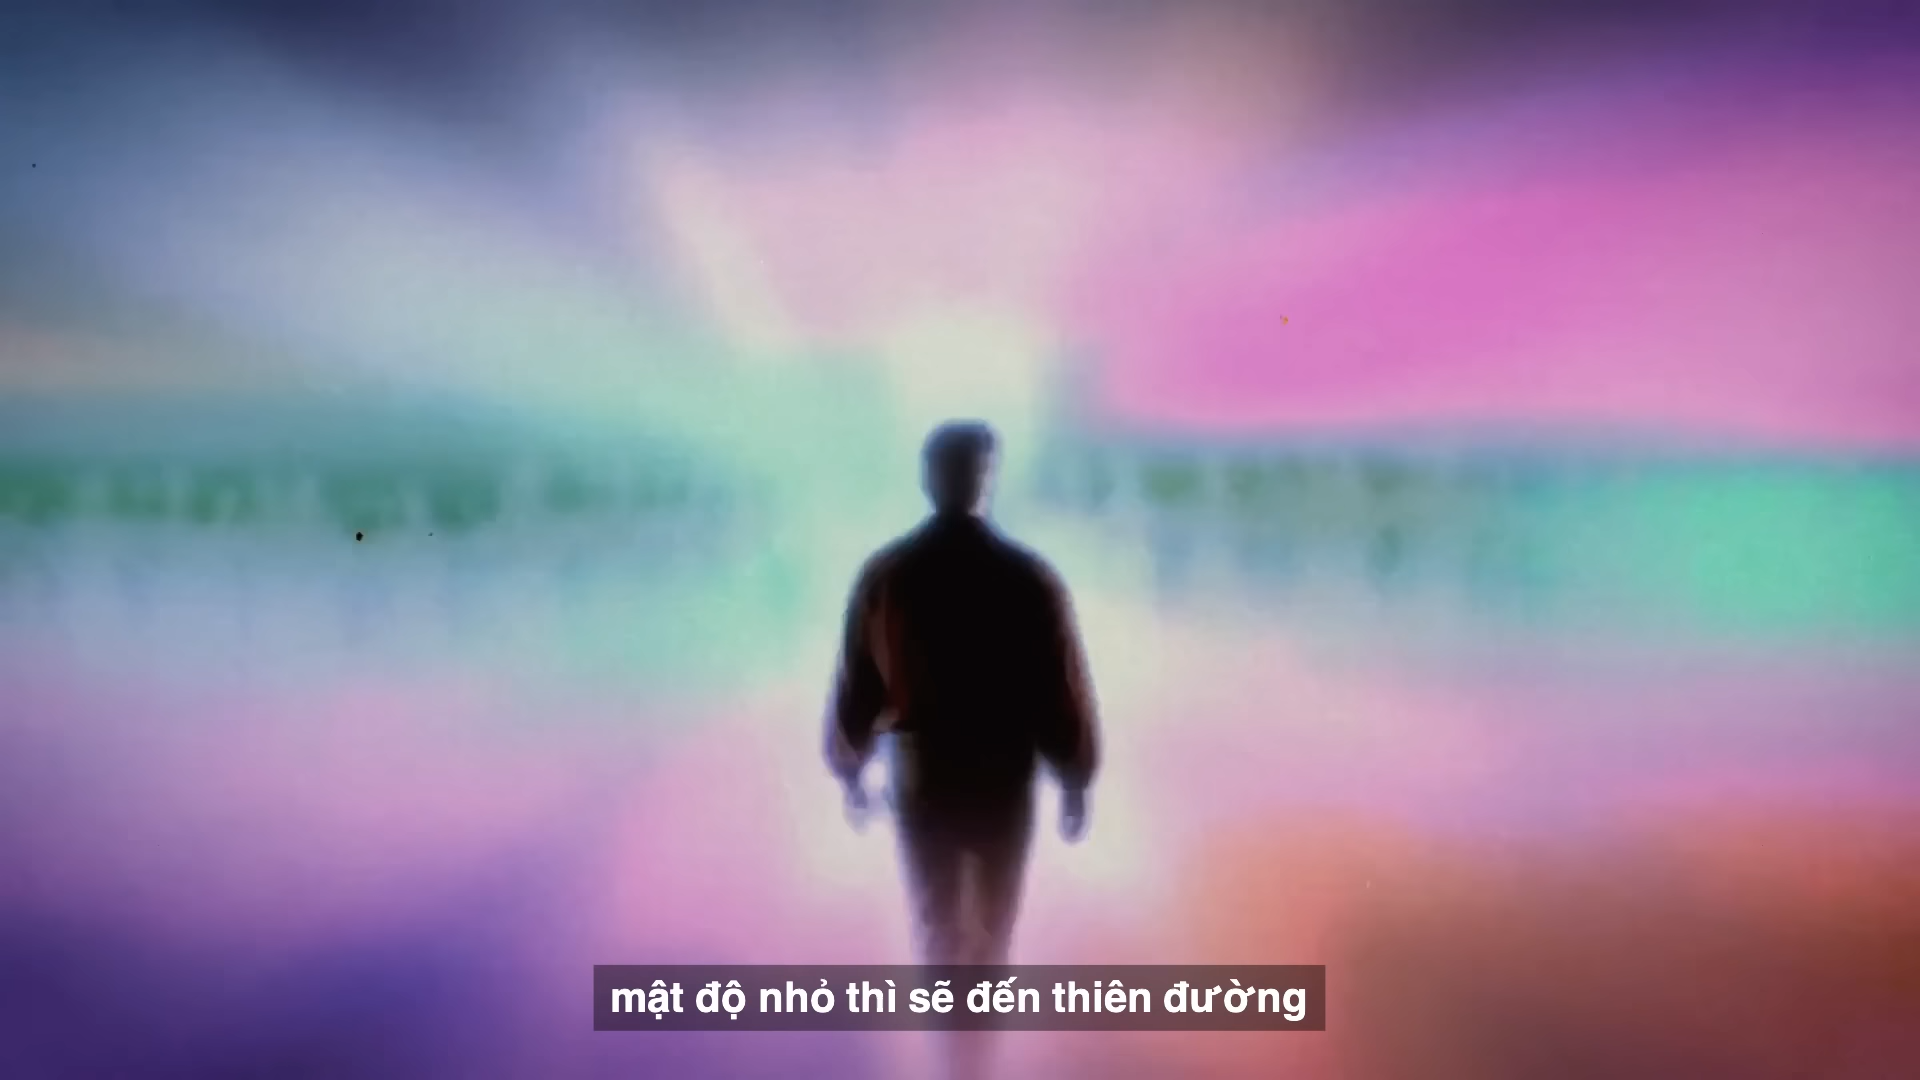 mật độ nhỏ thì sẽ đến thiên đường